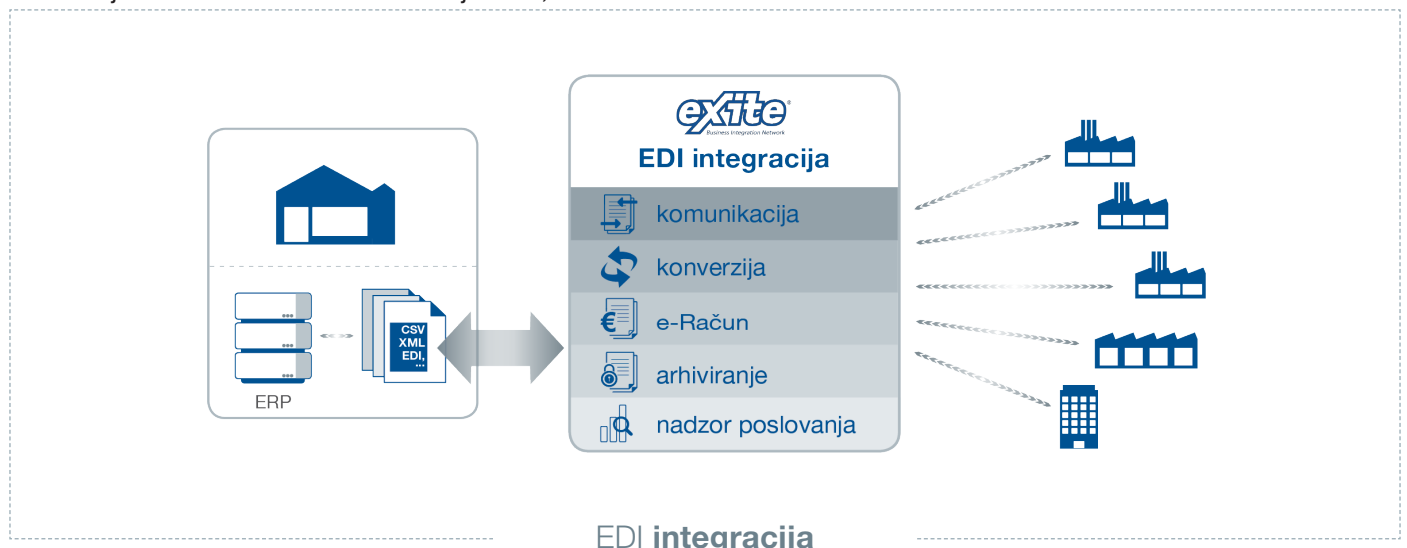 exite®
Business Integration Network
EDI integracija
komunikacija
konverzija
e-Račun
arhiviranje
nadzor poslovanja
CSV
XML
EDI,
...
ERP
EDI integracija